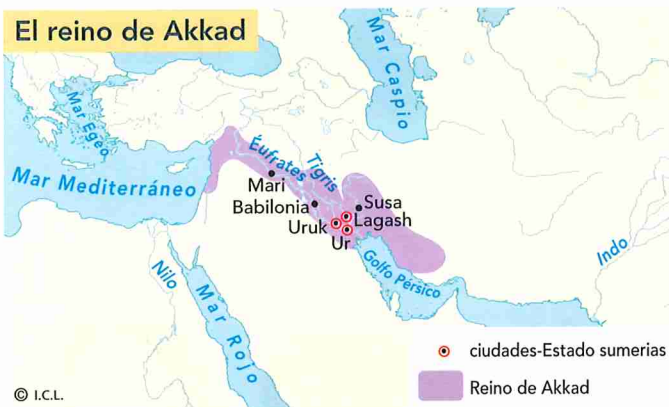 El reino de Akkad
Mar Caspio
Mar Egeo
Éufrates
Tigris
Mar Mediterráneo
Mari
Babilonia
Susa
Lagash
Uruk
Ur
Golfo Pérsico
Indo
Nilo
Mar Rojo
ciudades-Estado sumerias
Reino de Akkad
© I.C.L.